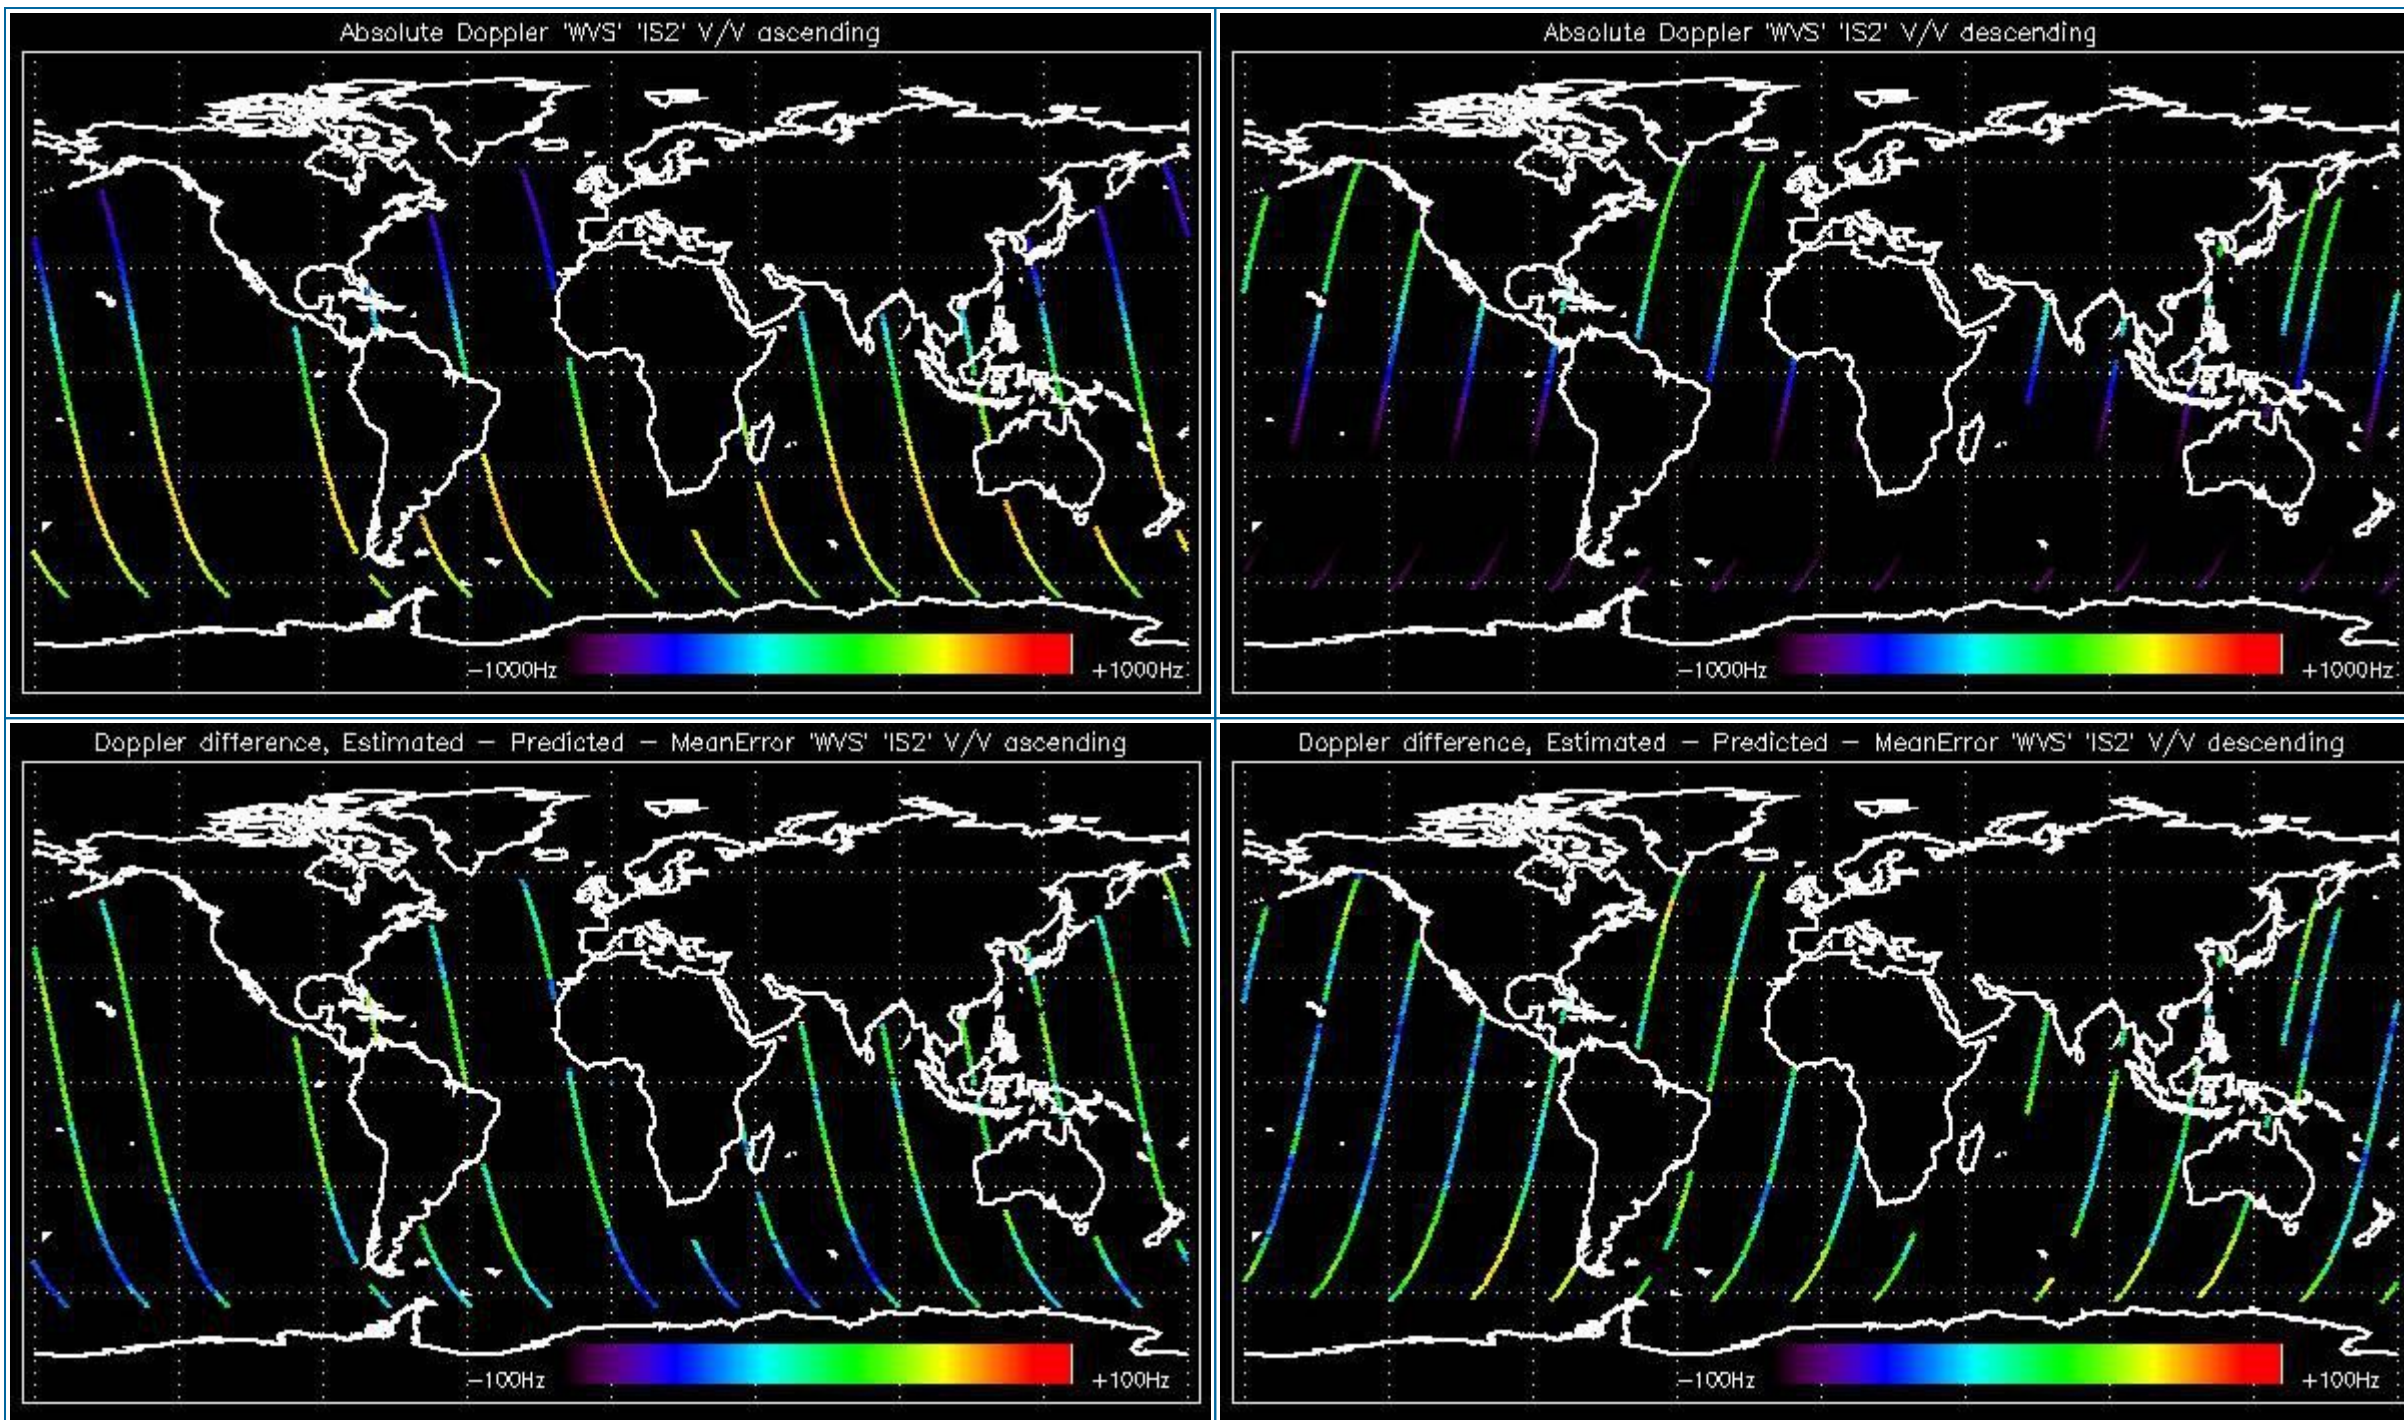 Absolute Doppler 'WVS' 'IS2' V/V ascending
-1000Hz
+1000Hz
Absolute Doppler 'WVS' 'IS2' V/V descending
-1000Hz
+1000Hz
Doppler difference, Estimated - Predicted - MeanError 'WVS' 'IS2' V/V ascending
-100Hz
+100Hz
Doppler difference, Estimated - Predicted - MeanError 'WVS' 'IS2' V/V descending
-100Hz
+100Hz